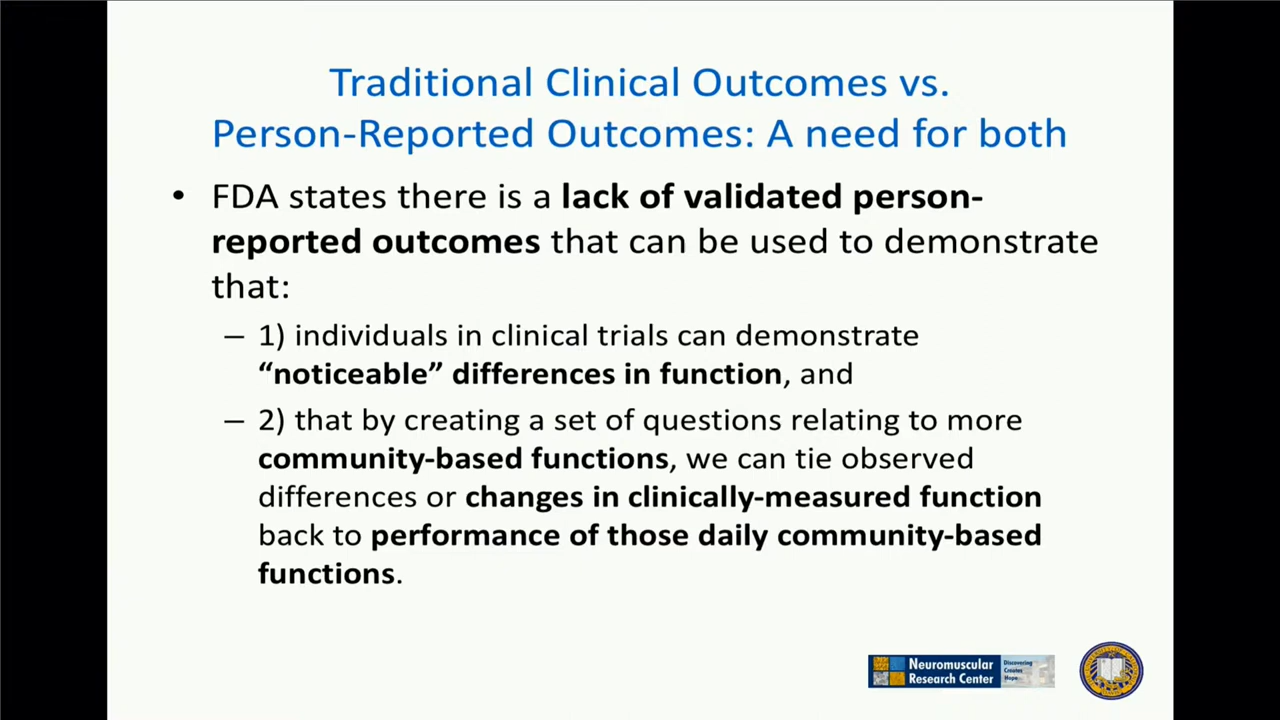 Traditional Clinical Outcomes vs.
Person-Reported Outcomes: A need for both
• FDA states there is a lack of validated person-
reported outcomes that can be used to demonstrate
that:
– 1) individuals in clinical trials can demonstrate
“noticeable” differences in function, and
– 2) that by creating a set of questions relating to more
community-based functions, we can tie observed
differences or changes in clinically-measured function
back to performance of those daily community-based
functions.
Neuromuscular
Research Center
Discovering
Creates
Hope